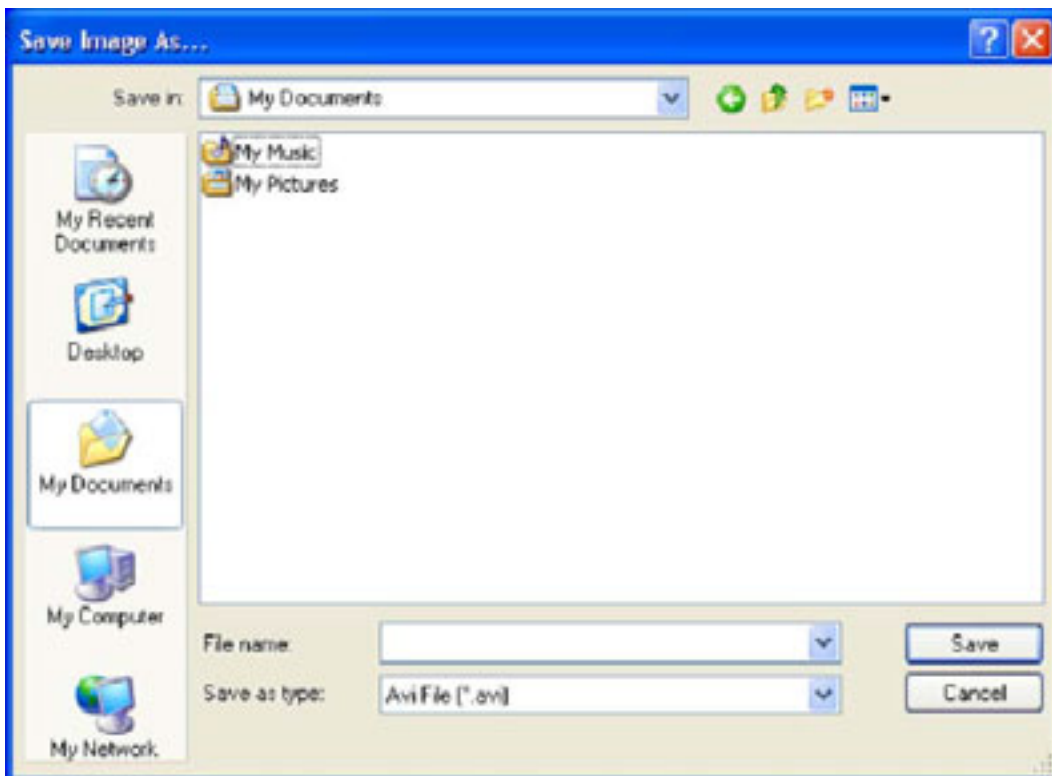 Save Image As...
Save in:
My Documents
My Music
My Pictures
My Recent
Documents
Desktop
My Documents
My Computer
My Network
File name:
Save
Save as type:
Avi File (*.avi)
Cancel